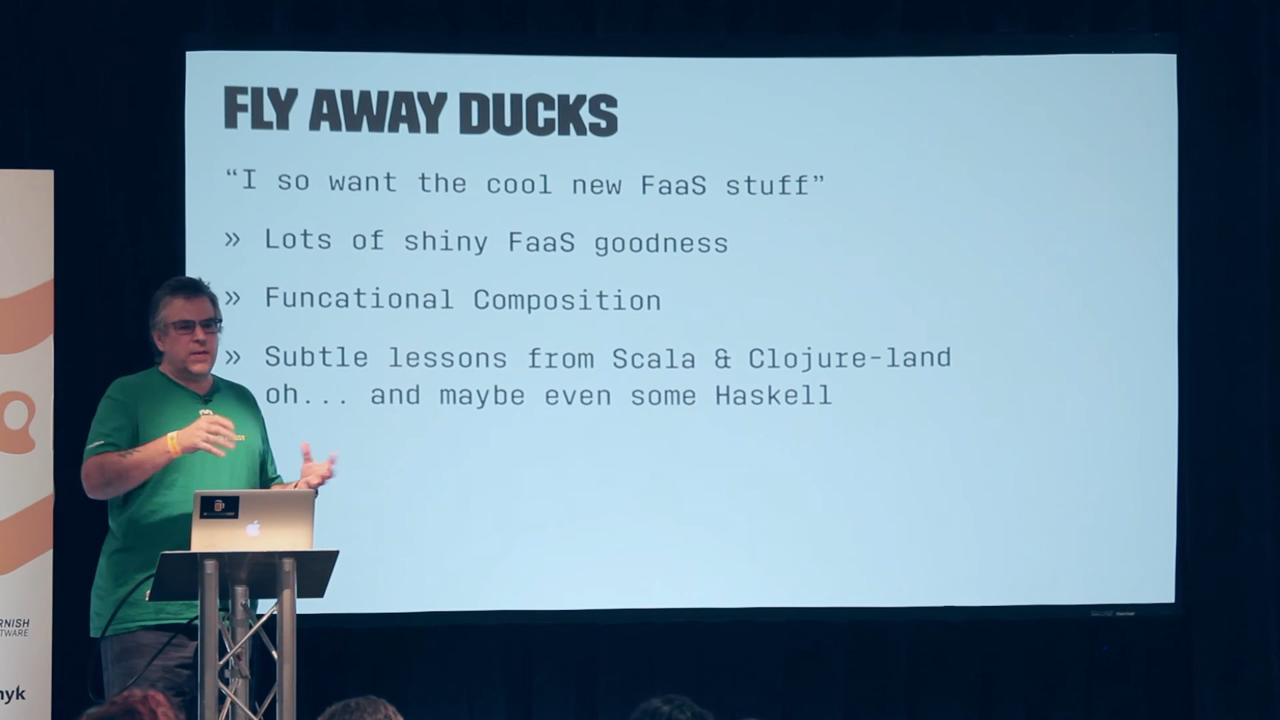 FLY AWAY DUCKS
“I so want the cool new FaaS stuff”
» Lots of shiny FaaS goodness
» Funcational Composition
» Subtle lessons from Scala & Clojure-land
oh... and maybe even some Haskell
RNISH
TWARE
nyk